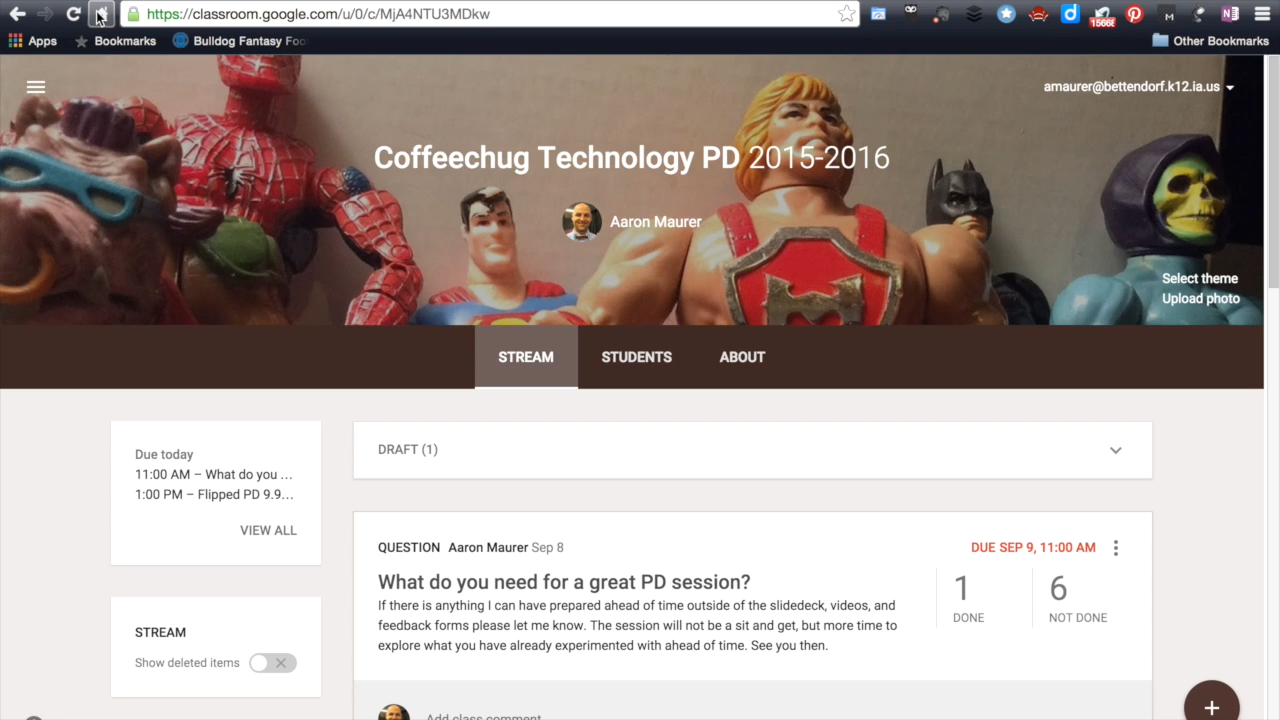 https://classroom.google.com/u/0/c/MjA4NTU3MDkw
1566E
Apps Bookmarks Bulldog Fantasy Foo
Other Bookmarks
amaurer@bettendorf.k12.ia.us
Coffeechug Technology PD 2015-2016
Aaron Maurer
Select theme
Upload photo
STREAM STUDENTS ABOUT
Due today
11:00 AM – What do you …
1:00 PM – Flipped PD 9.9…
VIEW ALL
STREAM
Show deleted items
DRAFT (1)
QUESTION Aaron Maurer Sep 8
DUE SEP 9, 11:00 AM
What do you need for a great PD session?
If there is anything I can have prepared ahead of time outside of the slidedeck, videos, and
feedback forms please let me know. The session will not be a sit and get, but more time to
explore what you have already experimented with ahead of time. See you then.
1
DONE
6
NOT DONE
Add class comment